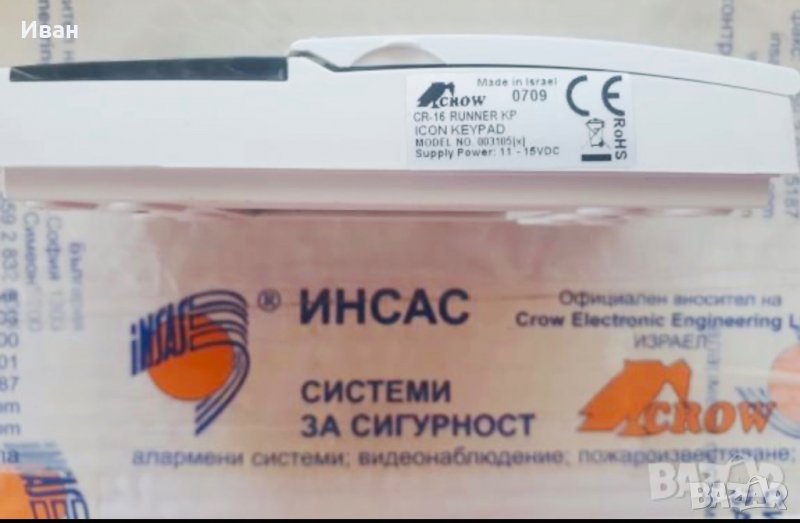 Иван
Made in Israel
CROW 0709 CE
CR-16 RUNNER KP
ICON KEYPAD
MODEL NO. 003105[x]
Supply Power: 11 - 15VDC
RoHS
iNSAS ® ИНСАС
СИСТЕМИ
ЗА СИГУРНОСТ
Официален вносител на
Crow Electronic Engineering L
ИЗРАЕЛ
CROW
алармени системи; видеонаблюдение; пожароизвестяване;
България
София
BAZAR